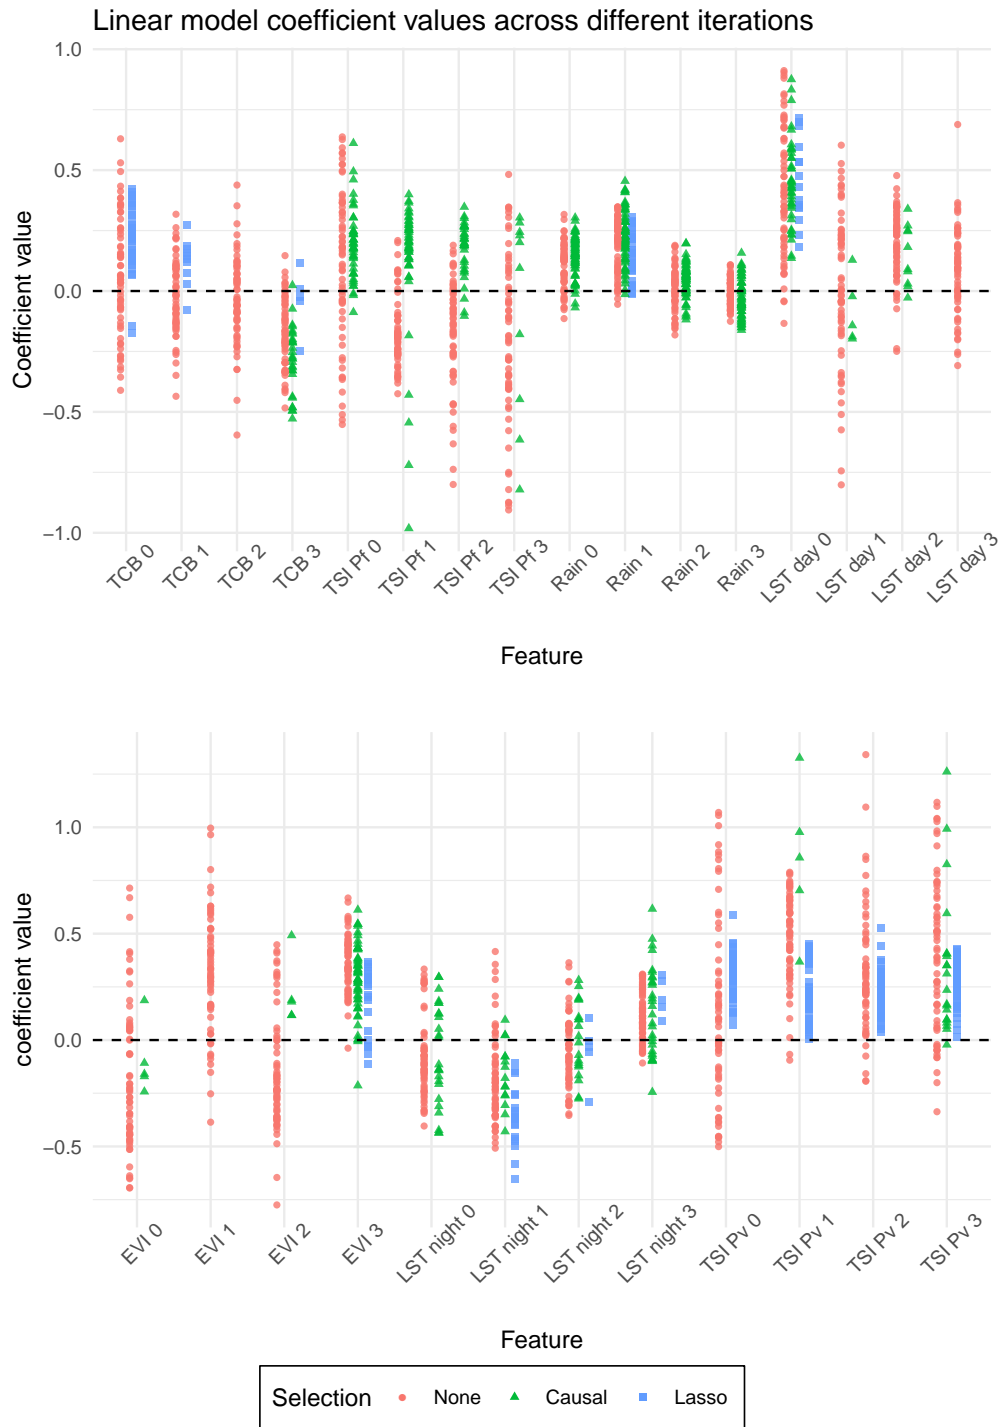 Linear model coefficient values across different iterations
Coefficient value
1.0
0.5
0.0
−0.5
−1.0
TCB 0
TCB 1
TCB 2
TCB 3
TSI Pf 0
TSI Pf 1
TSI Pf 2
TSI Pf 3
Rain 0
Rain 1
Rain 2
Rain 3
LST day 0
LST day 1
LST day 2
LST day 3
Feature
coefficient value
1.0
0.5
0.0
−0.5
EVI 0
EVI 1
EVI 2
EVI 3
LST night 0
LST night 1
LST night 2
LST night 3
TSI Pv 0
TSI Pv 1
TSI Pv 2
TSI Pv 3
Feature
Selection None Causal Lasso